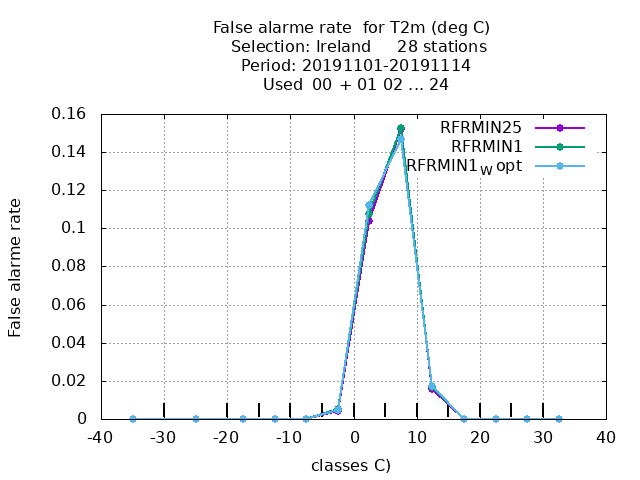 False alarme rate  for T2m (deg C)
Selection: Ireland     28 stations
Period: 20191101-20191114
Used  00  + 01 02 ... 24
0.16
0.14
0.12
0.1
0.08
0.06
0.04
0.02
0
False alarme rate
RFRMIN25
RFRMIN1
RFRMIN1W opt
-40 -30 -20 -10 0 10 20 30 40
classes C)